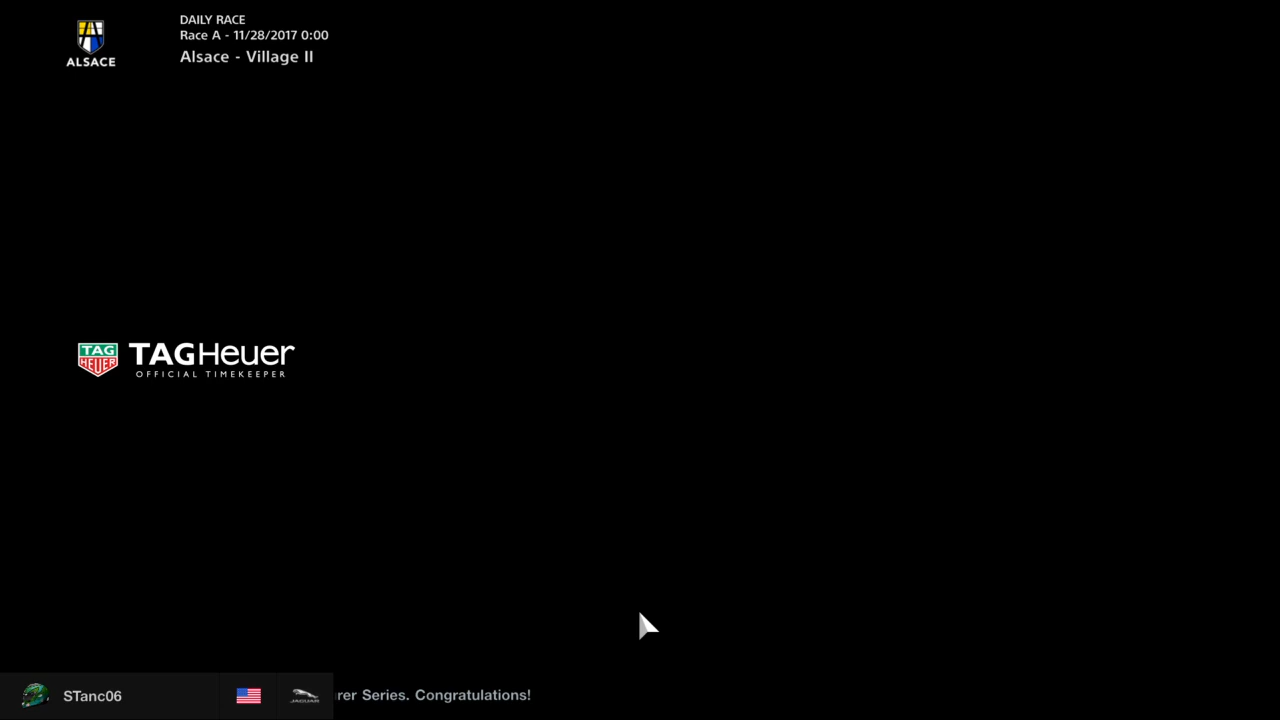 DAILY RACE
Race A - 11/28/2017 0:00
Alsace - Village II
ALSACE
TAG HEUER
TAGHeuer
OFFICIAL TIMEKEEPER
STanc06
JAGUAR
rer Series. Congratulations!